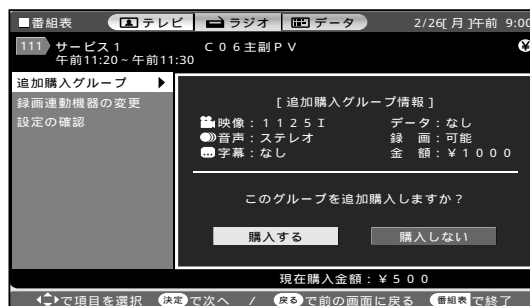 ■番組表 テレビ ラジオ データ 2/26[月]午前 9:00
111 サービス1 C06主副PV ¥
午前11:20～午前11:30
追加購入グループ ▶
録画連動機器の変更
設定の確認
[追加購入グループ情報]
映像：1125I データ：なし
音声：ステレオ 録画：可能
字幕：なし 金額：¥1000
このグループを追加購入しますか？
購入する 購入しない
現在購入金額：¥500
で項目を選択 決定で次へ / 戻るで前の画面に戻る 番組表で終了